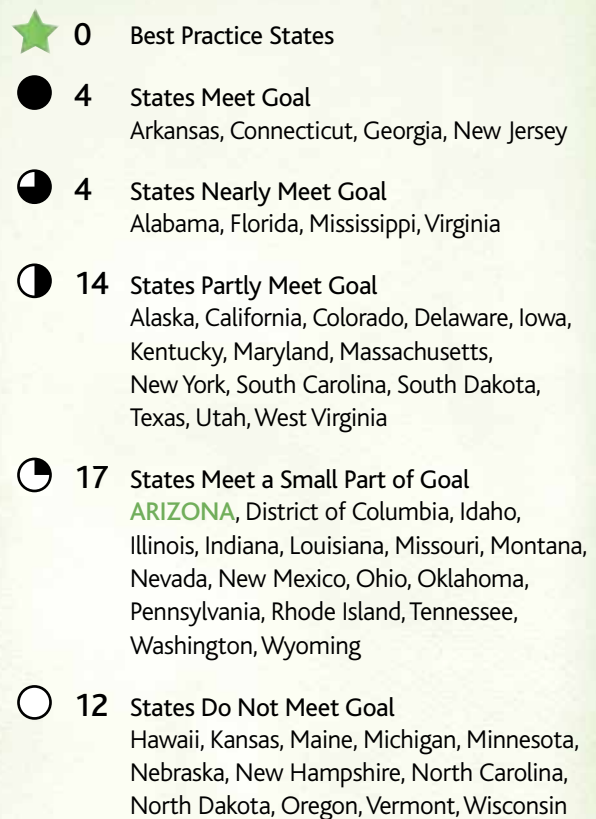 0 Best Practice States
4 States Meet Goal
Arkansas, Connecticut, Georgia, New Jersey
4 States Nearly Meet Goal
Alabama, Florida, Mississippi, Virginia
14 States Partly Meet Goal
Alaska, California, Colorado, Delaware, Iowa,
Kentucky, Maryland, Massachusetts,
New York, South Carolina, South Dakota,
Texas, Utah, West Virginia
17 States Meet a Small Part of Goal
ARIZONA, District of Columbia, Idaho,
Illinois, Indiana, Louisiana, Missouri, Montana,
Nevada, New Mexico, Ohio, Oklahoma,
Pennsylvania, Rhode Island, Tennessee,
Washington, Wyoming
12 States Do Not Meet Goal
Hawaii, Kansas, Maine, Michigan, Minnesota,
Nebraska, New Hampshire, North Carolina,
North Dakota, Oregon, Vermont, Wisconsin